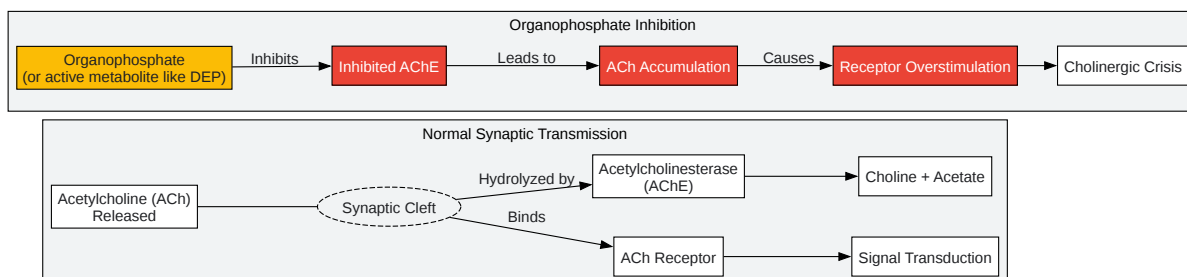 Organophosphate Inhibition
Organophosphate
(or active metabolite like DEP)
Inhibits
Inhibited AChE
Leads to
ACh Accumulation
Causes
Receptor Overstimulation
Cholinergic Crisis
Normal Synaptic Transmission
Acetylcholine (ACh)
Released
Synaptic Cleft
Hydrolyzed by
Acetylcholinesterase
(AChE)
Choline + Acetate
Binds
ACh Receptor
Signal Transduction